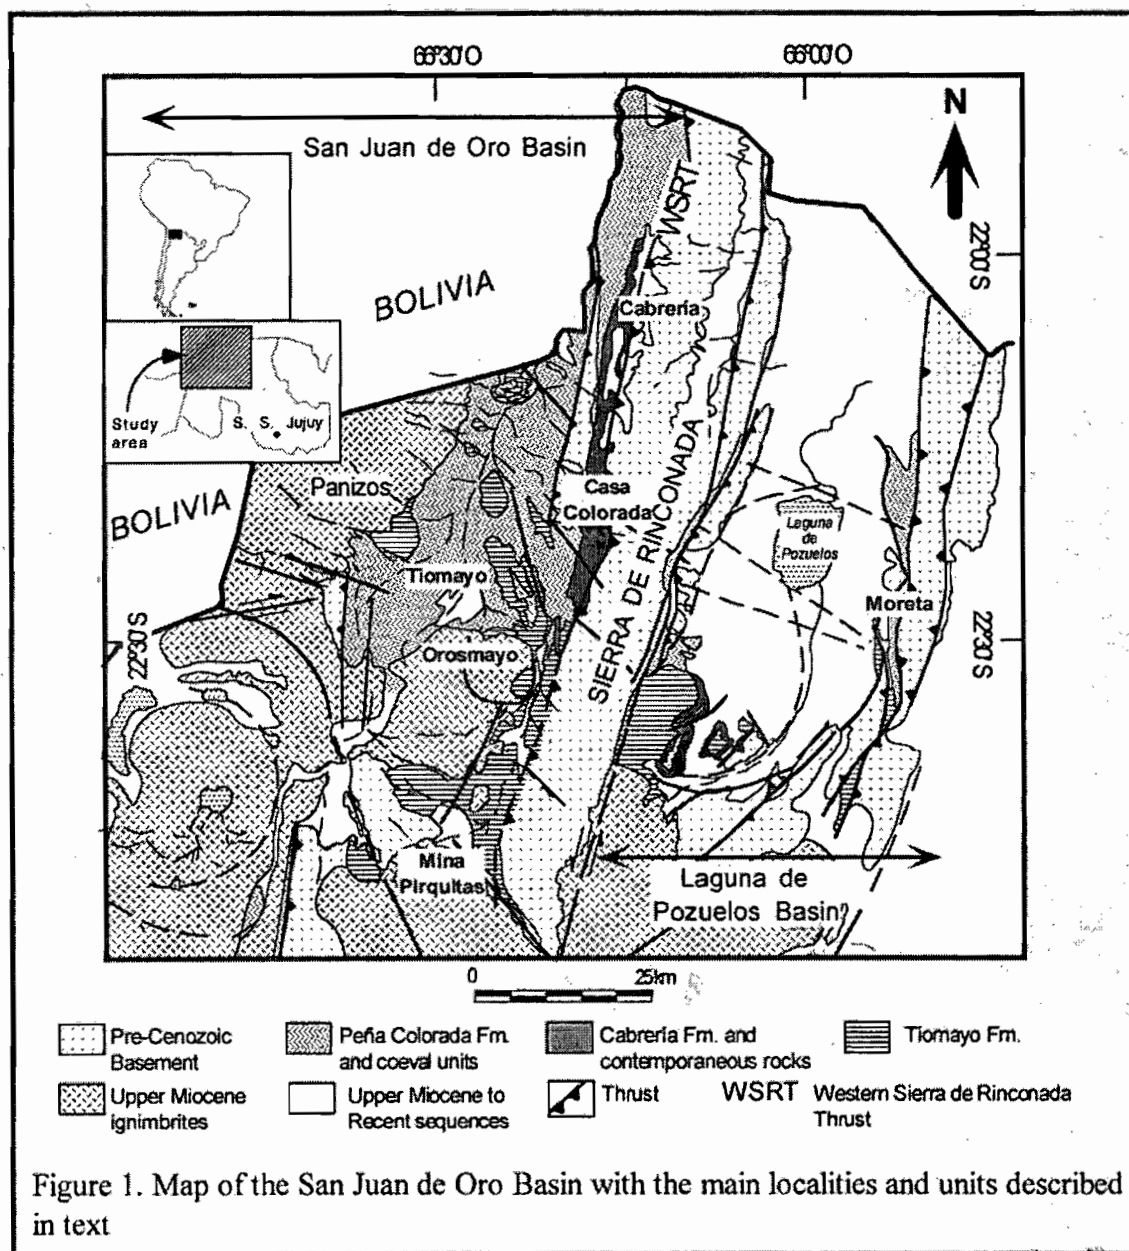 66°30'O
66°00'O
San Juan de Oro Basin
N
WSRT
22°00'S
BOLIVIA
Cabrería
Study
area
S. S. Jujuy
BOLIVIA
Panizos
Casa
Colorada
SIERRA DE RINCONADA
Laguna
de
Pozuelos
Tiomayo
Moreta
22°30'S
Orosmayo
22°30'S
Mina
Pirquitas
Laguna de
Pozuelos Basin
0
25km
Pre-Cenozoic
Basement
Peña Colorada Fm.
and coeval units
Cabrería Fm. and
contemporaneous rocks
Tiomayo Fm.
Upper Miocene
ignimbrites
Upper Miocene to
Recent sequences
Thrust
WSRT
Western Sierra de Rinconada
Thrust
Figure 1. Map of the San Juan de Oro Basin with the main localities and units described
in text